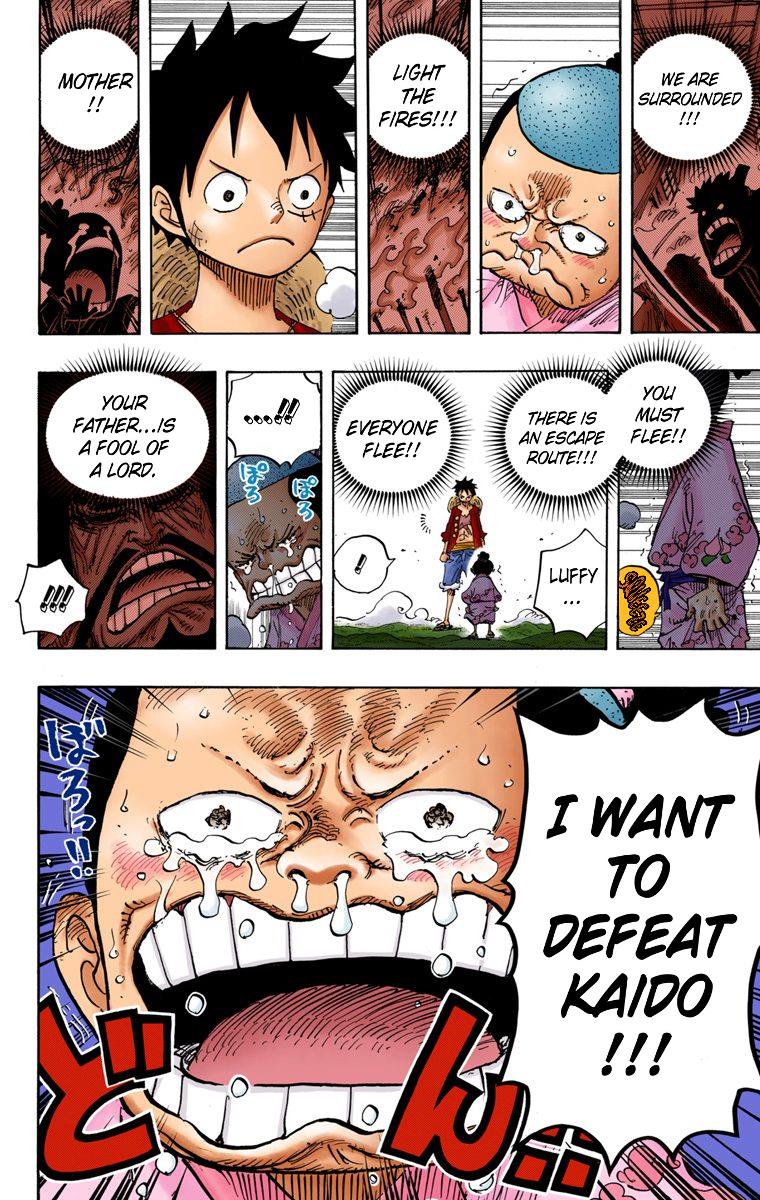 WE ARE
SURROUNDED
!!!
LIGHT
THE
FIRES!!!
MOTHER
!!
YOU
MUST
FLEE!!
THERE IS
AN ESCAPE
ROUTE!!!
LUFFY
...
EVERYONE
FLEE!!
!
.....!!
ぽろ
ぽろ
YOUR
FATHER...IS
A FOOL OF
A LORD.
!!!
I WANT
TO
DEFEAT
KAIDO
!!!
ぼろっ!!
どん